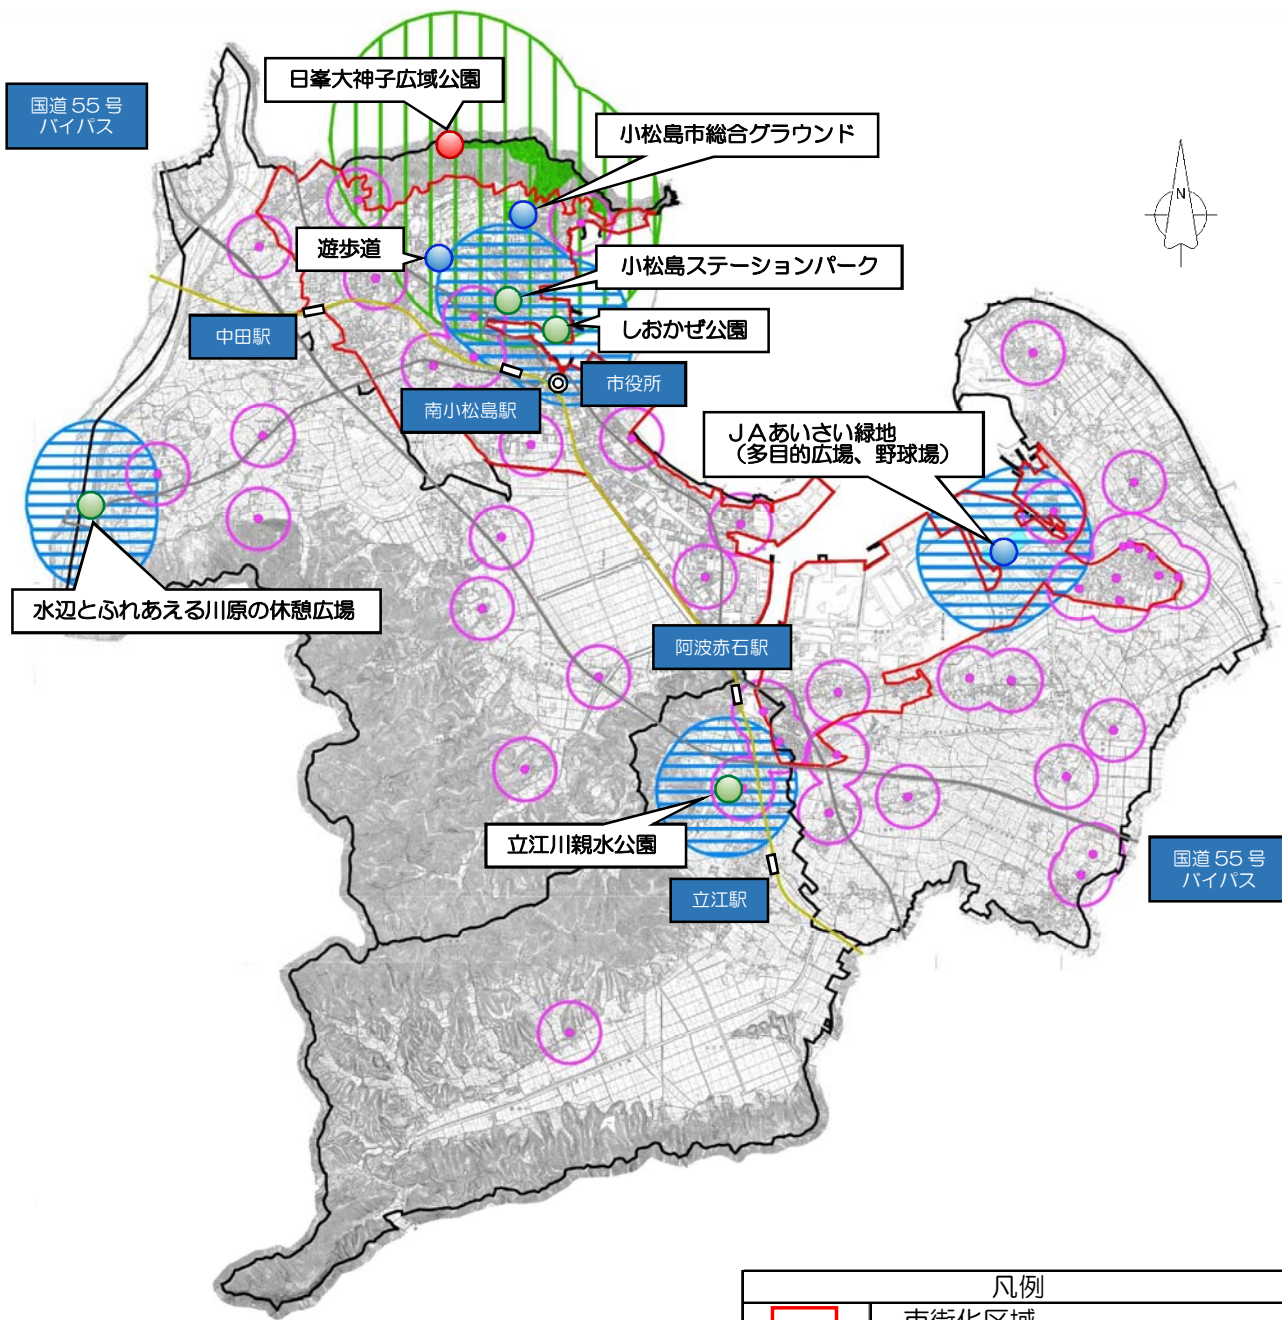 日峯大神子広域公園
国道55号
バイパス
小松島市総合グラウンド
N
遊歩道
小松島ステーションパーク
しおかぜ公園
中田駅
市役所
南小松島駅
JAあいさい緑地
（多目的広場、野球場）
水辺とふれあえる川原の休憩広場
阿波赤石駅
立江川親水公園
国道55号
バイパス
立江駅
凡例
市街化区域